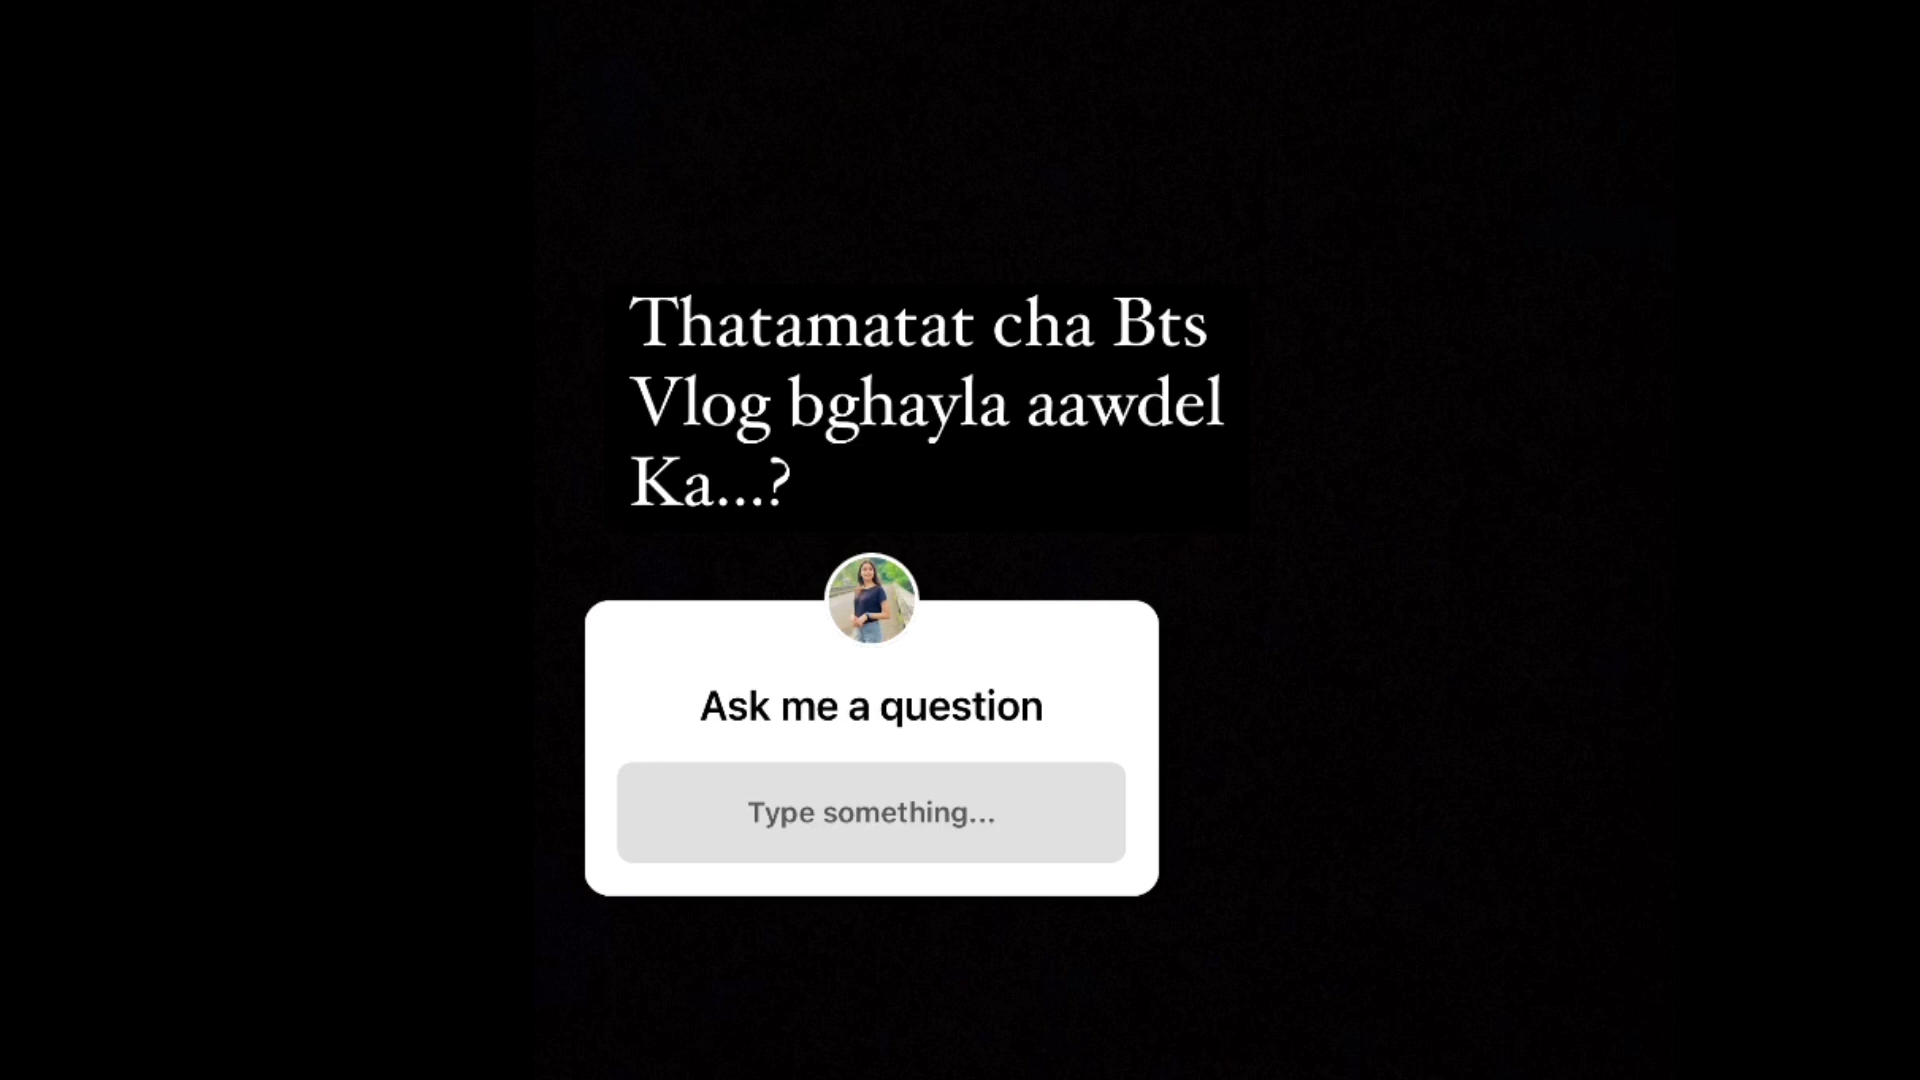 Thatamatat cha Bts
Vlog bghayla aawdel
Ka...?
Ask me a question
Type something...